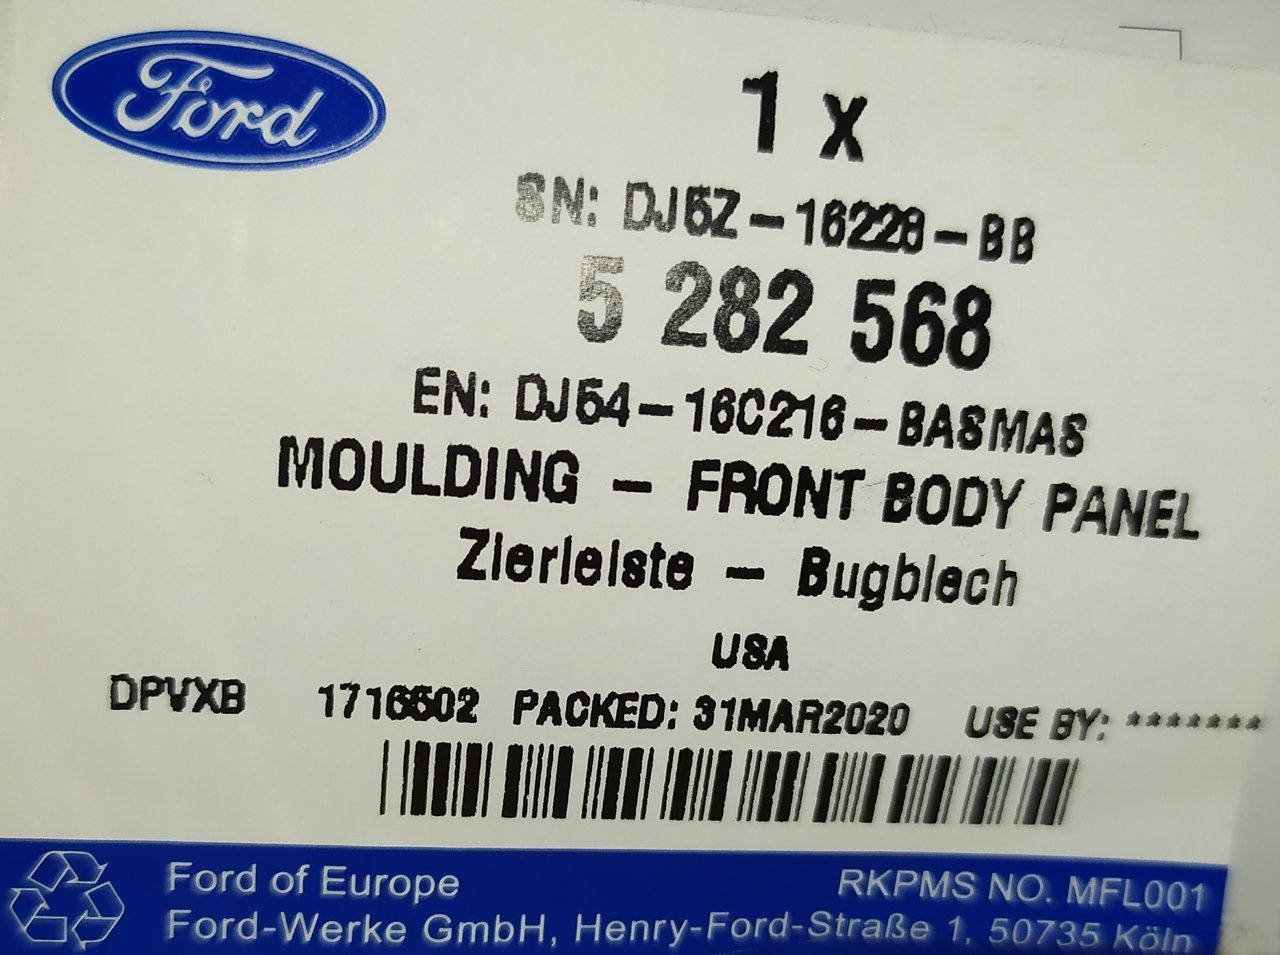 Ford
1 x
SN: DJ5Z-16228-BB
5 282 568
EN: DJ54-16C216-BASMAS
MOULDING - FRONT BODY PANEL
Zierleiste - Bugblech
USA
DPVXB 1716502 PACKED: 31MAR2020 USE BY: *******
Ford of Europe RKPMS NO. MFL001
Ford-Werke GmbH, Henry-Ford-Straße 1, 50735 Köln